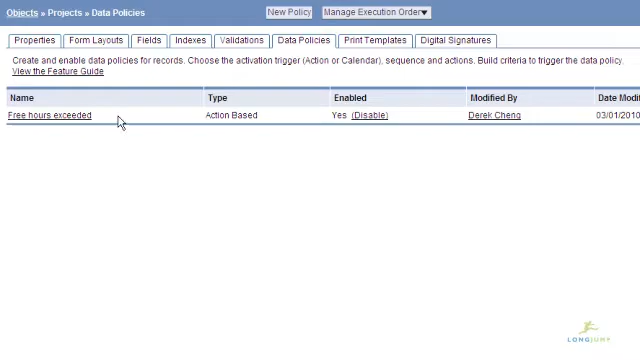 Objects » Projects » Data Policies
New Policy
Manage Execution Order▼
Properties Form Layouts Fields Indexes Validations Data Policies Print Templates Digital Signatures
Create and enable data policies for records. Choose the activation trigger (Action or Calendar), sequence and actions. Build criteria to trigger the data policy.
View the Feature Guide
Name Type Enabled Modified By Date Modif
Free hours exceeded Action Based Yes (Disable) Derek Cheng 03/01/2010
LONGJUMP